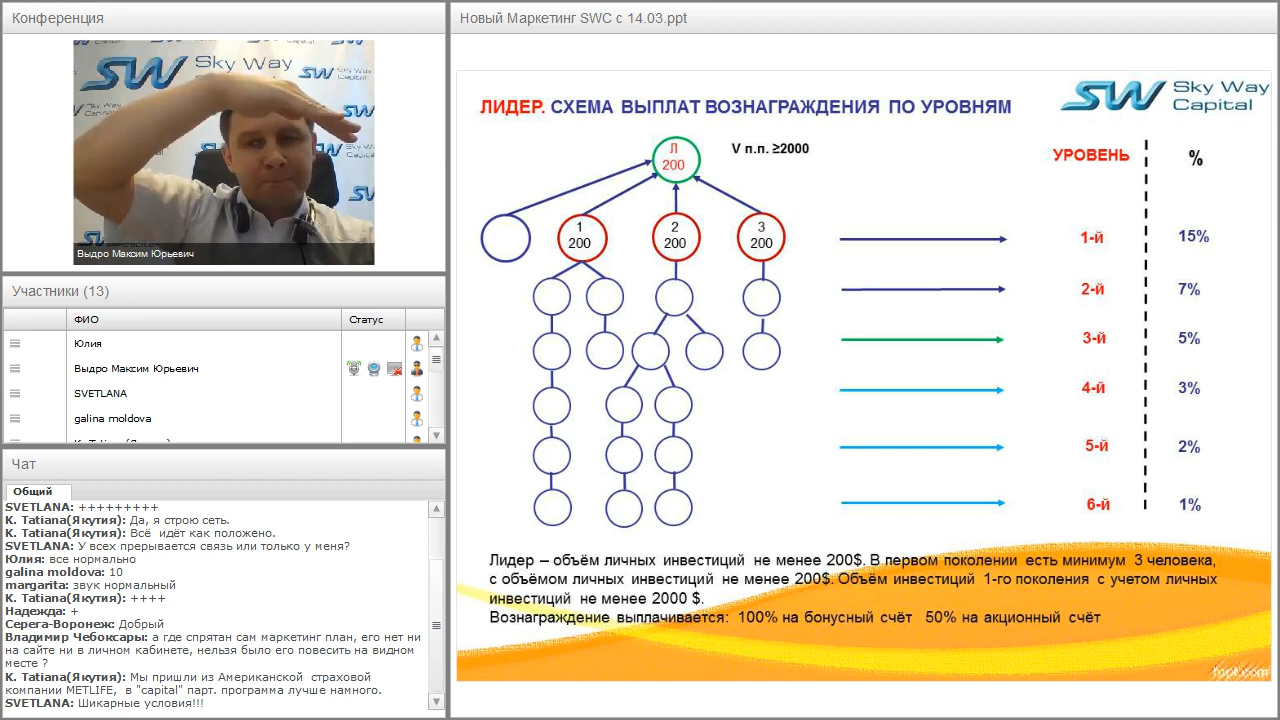 Конференция
Sky Way
Capital
Выдро Максим Юрьевич
Участники (13)
ФИО
Статус
Юлия
Выдро Максим Юрьевич
SVETLANA
galina moldova
Чат
Общий
SVETLANA: +++++++++
K. Tatiana(Якутия): Да, я строю сеть.
K. Tatiana(Якутия): Всё идёт как положено.
SVETLANA: У всех прерывается связь или только у меня?
Юлия: все нормально
galina moldova: 10
margarita: звук нормальный
K. Tatiana(Якутия): ++++
Надежда: +
Серега-Воронеж: Добрый
Владимир Чебоксары: а где спрятан сам маркетинг план, его нет ни
на сайте ни в личном кабинете, нельзя было его повесить на видном
месте ?
K. Tatiana(Якутия): Мы пришли из Американской страховой
компании METLIFE, в "capital" парт. программа лучше намного.
SVETLANA: Шикарные условия!!!
Новый Маркетинг SWC с 14.03.ppt
ЛИДЕР. СХЕМА ВЫПЛАТ ВОЗНАГРАЖДЕНИЯ ПО УРОВНЯМ
SW Sky Way
Capital
Л
200
V п.п. ≥2000
УРОВЕНЬ %
1
200
2
200
3
200
1-й 15%
2-й 7%
3-й 5%
4-й 3%
5-й 2%
6-й 1%
Лидер – объём личных инвестиций не менее 200$. В первом поколении есть минимум 3 человека,
с объёмом личных инвестиций не менее 200$. Объём инвестиций 1-го поколения с учетом личных
инвестиций не менее 2000 $.
Вознаграждение выплачивается: 100% на бонусный счёт 50% на акционный счёт